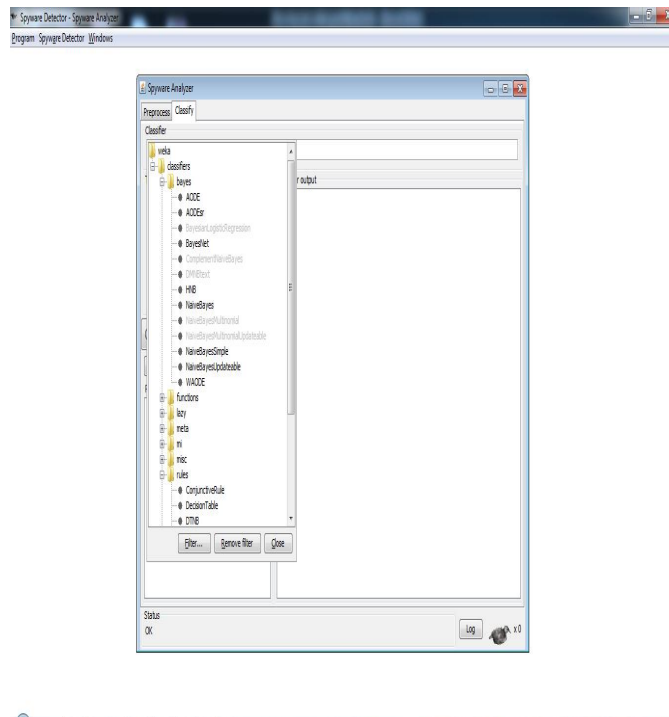 Spyware Detector - Spyware Analyzer
Program Spyware Detector Windows
Spyware Analyzer
Preprocess Classify
Classifier
weka
classifiers
bayes
r output
AODE
AODEsr
BayesianLogisticRegression
BayesNet
ComplementNaiveBayes
DMNBtext
HNB
NaiveBayes
NaiveBayesMultinomial
NaiveBayesMultinomialUpdateable
NaiveBayesSimple
NaiveBayesUpdateable
WAODE
functions
lazy
meta
mi
misc
rules
ConjunctiveRule
DecisionTable
DTNB
Filter... Remove filter Close
Status
OK
Log x 0